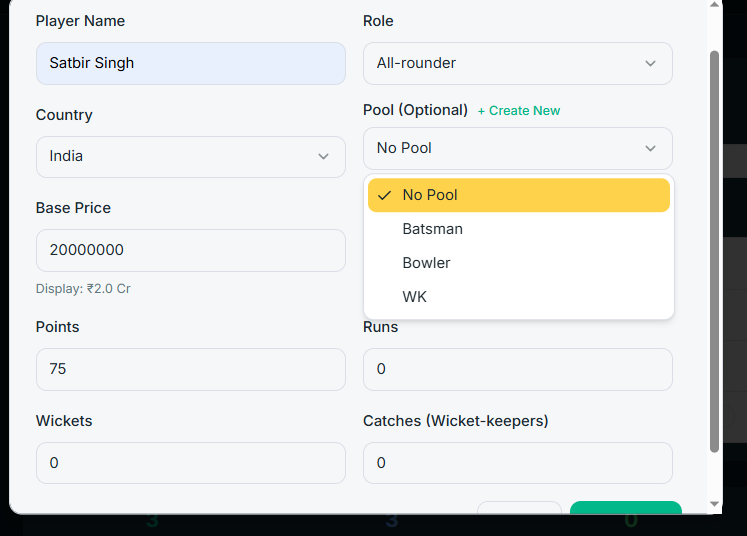 Player Name
Role
Satbir Singh
All-rounder
Country
Pool (Optional) + Create New
India
No Pool
No Pool
Batsman
Bowler
WK
Base Price
20000000
Display: ₹2.0 Cr
Points
Runs
75
0
Wickets
Catches (Wicket-keepers)
0
0
3
3
0